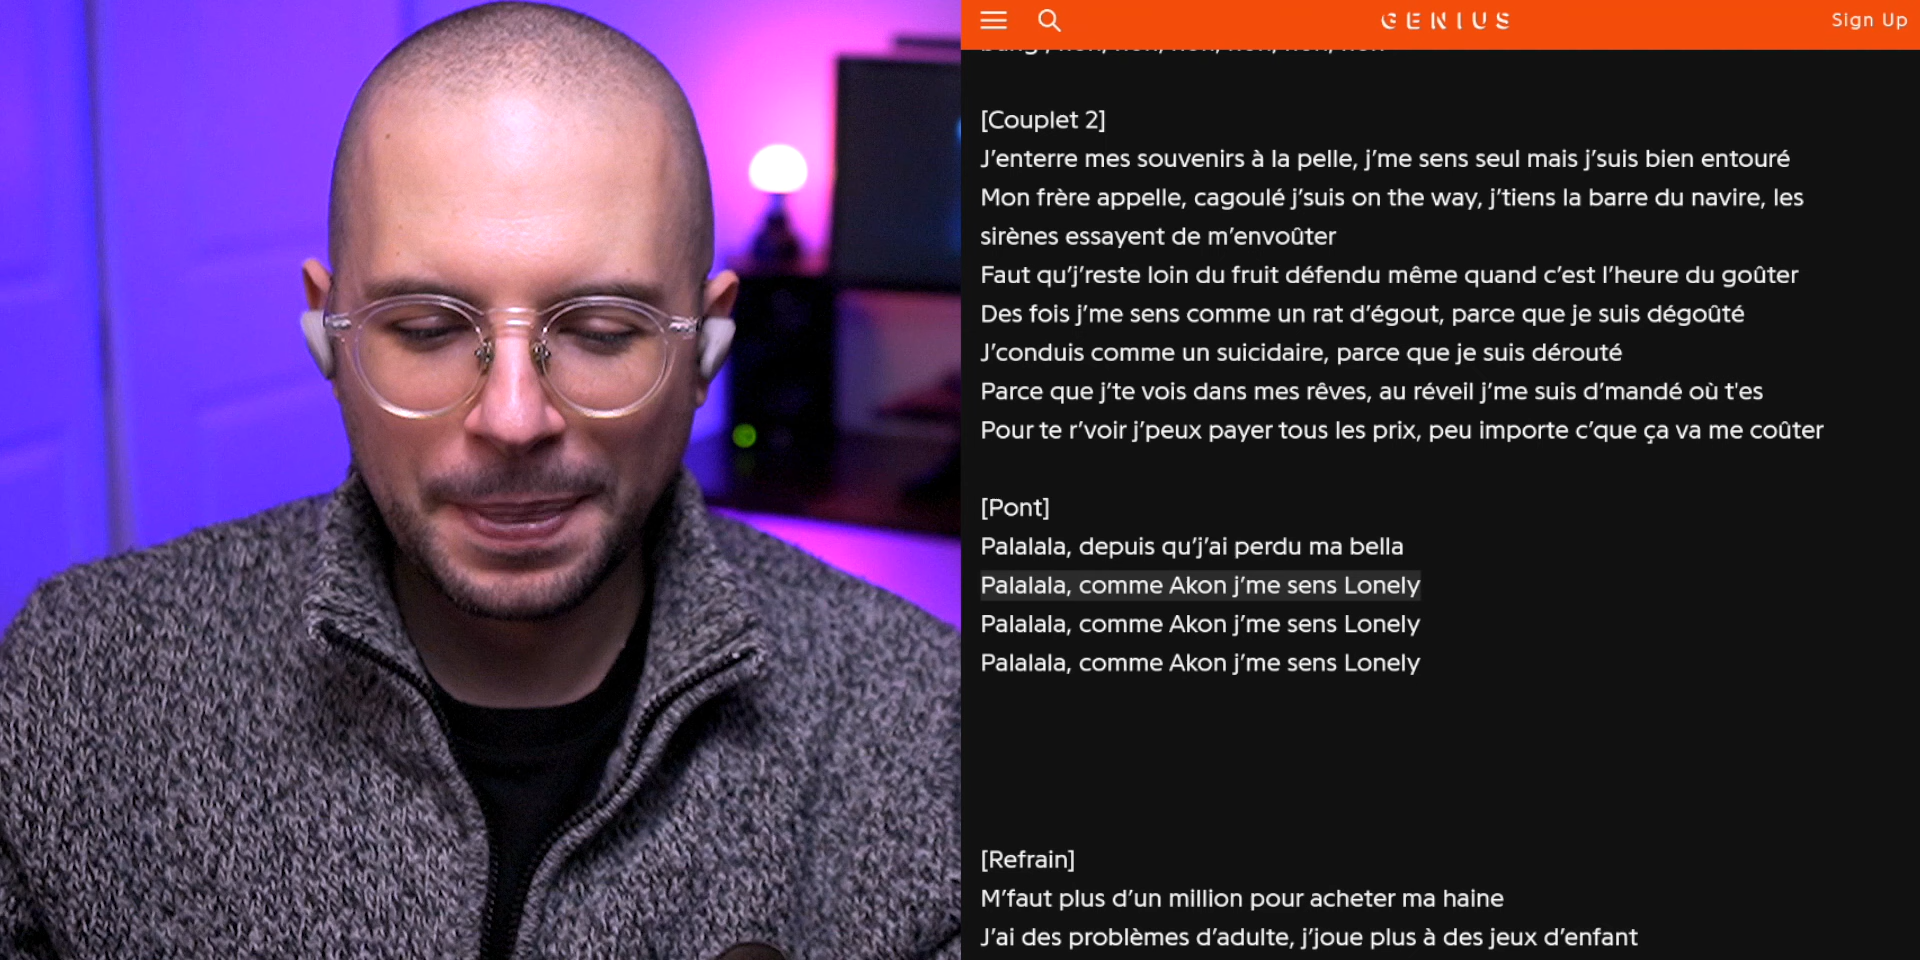 GENIUS
Sign Up
[Couplet 2]
J’enterre mes souvenirs à la pelle, j’me sens seul mais j’suis bien entouré
Mon frère appelle, cagoulé j’suis on the way, j’tiens la barre du navire, les
sirènes essayent de m’envoûter
Faut qu’j’reste loin du fruit défendu même quand c’est l’heure du goûter
Des fois j’me sens comme un rat d’égout, parce que je suis dégoûté
J’conduis comme un suicidaire, parce que je suis dérouté
Parce que j’te vois dans mes rêves, au réveil j’me suis d’mandé où t'es
Pour te r’voir j’peux payer tous les prix, peu importe c’que ça va me coûter
[Pont]
Palalala, depuis qu’j’ai perdu ma bella
Palalala, comme Akon j’me sens Lonely
Palalala, comme Akon j’me sens Lonely
Palalala, comme Akon j’me sens Lonely
[Refrain]
M’faut plus d’un million pour acheter ma haine
J’ai des problèmes d’adulte, j’joue plus à des jeux d’enfant